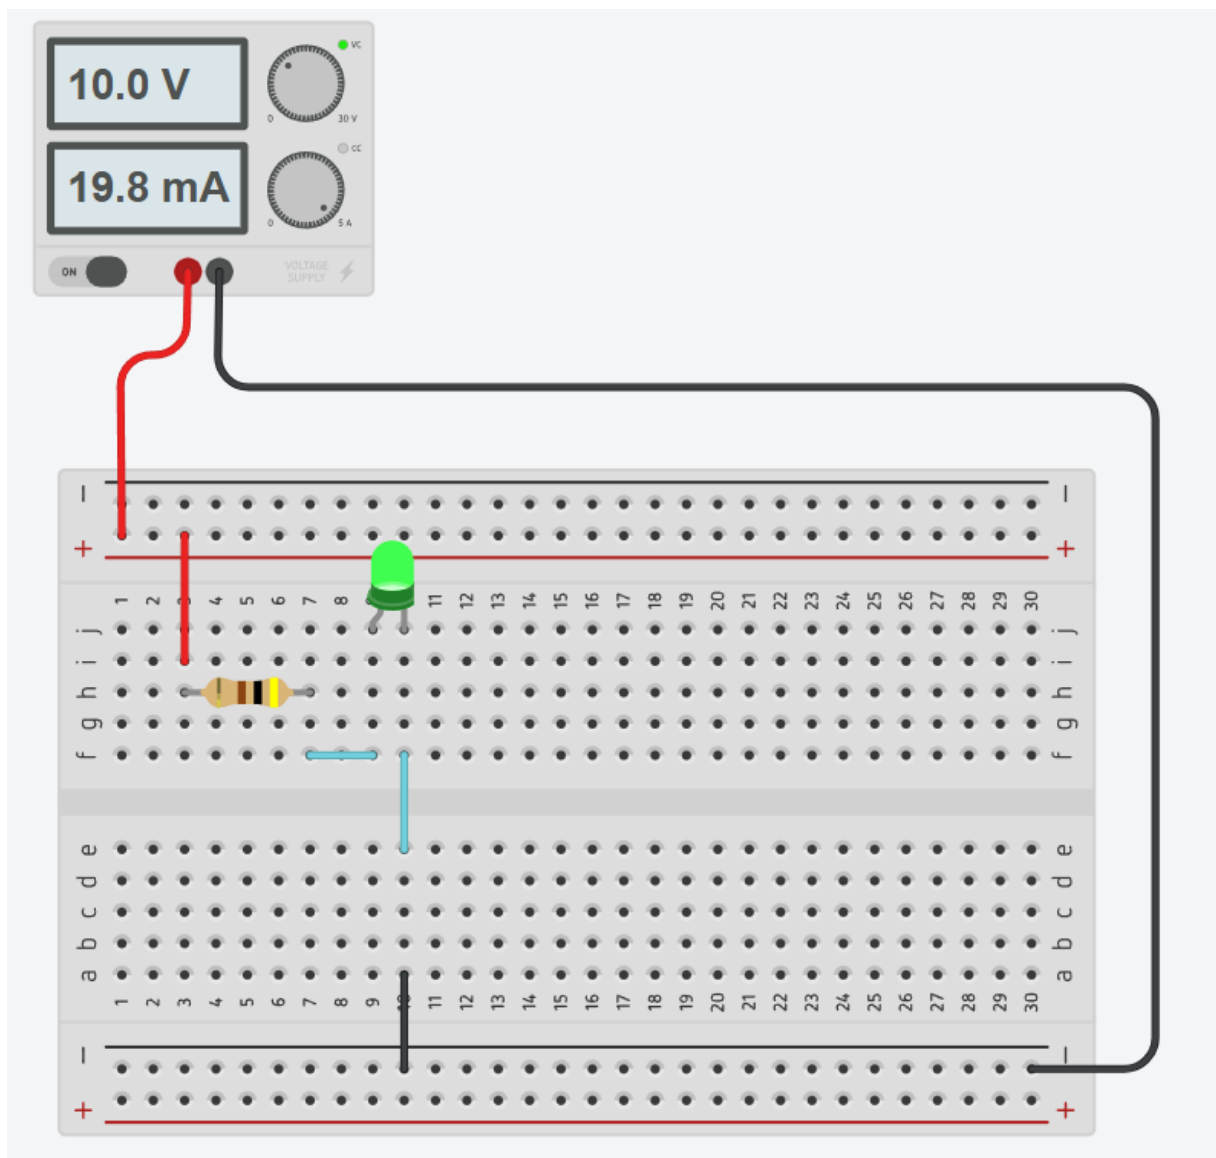 10.0 V
VC
0 30 V
19.8 mA
CC
0 5 A
ON
VOLTAGE
SUPPLY
− −
+ +
1 2 3 4 5 6 7 8 9 10 11 12 13 14 15 16 17 18 19 20 21 22 23 24 25 26 27 28 29 30
j j
i i
h h
g g
f f
e e
d d
c c
b b
a a
1 2 3 4 5 6 7 8 9 10 11 12 13 14 15 16 17 18 19 20 21 22 23 24 25 26 27 28 29 30
− −
+ +